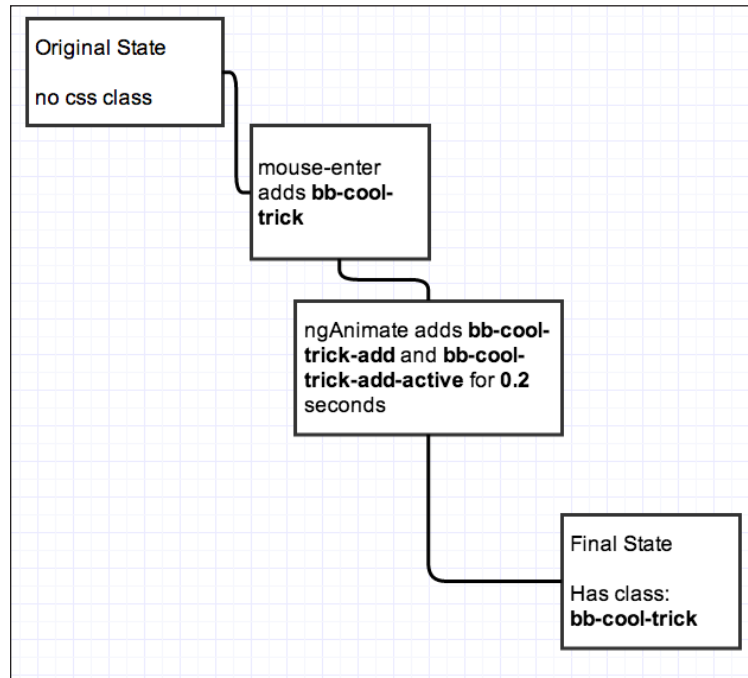 Original State
no css class
mouse-enter
adds bb-cool-
trick
ngAnimate adds bb-cool-
trick-add and bb-cool-
trick-add-active for 0.2
seconds
Final State
Has class:
bb-cool-trick